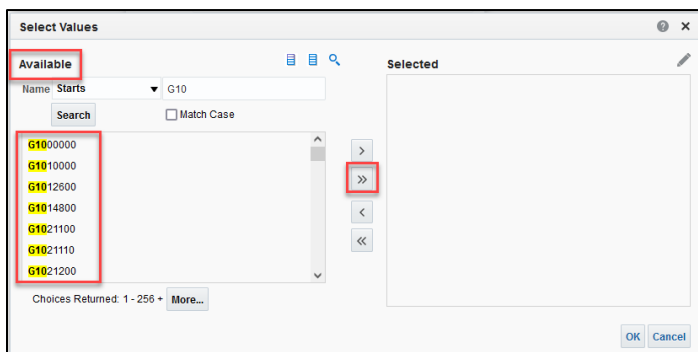 Select Values
Available
Selected
Name Starts G10
Search Match Case
G1000000
G1010000
G1012600
G1014800
G1021100
G1021110
G1021200
Choices Returned: 1 - 256 + More...
OK Cancel